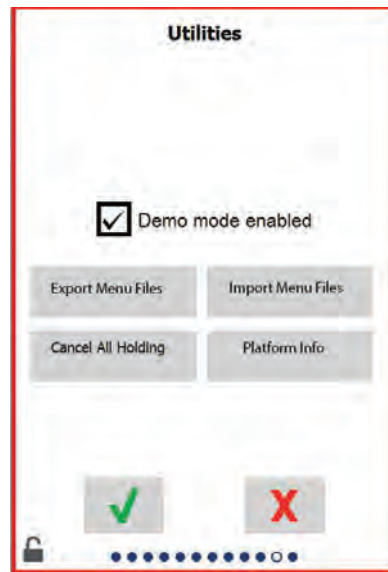 Utilities
Demo mode enabled
Export Menu Files
Import Menu Files
Cancel All Holding
Platform Info
X